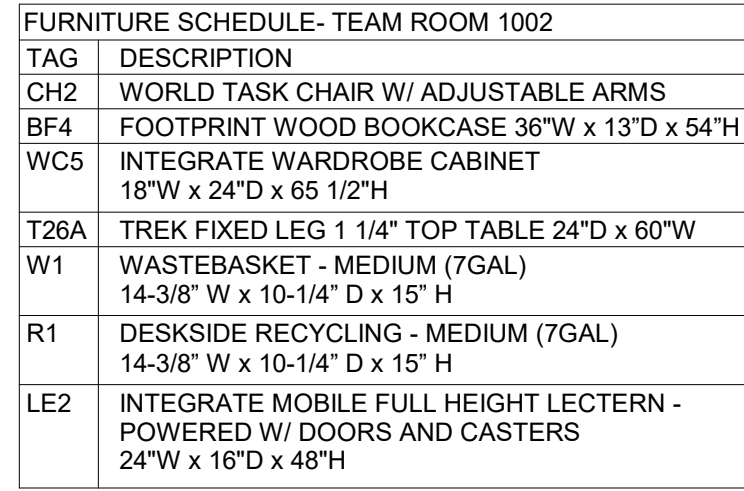 FURNITURE SCHEDULE- TEAM ROOM 1002
TAG DESCRIPTION
CH2 WORLD TASK CHAIR W/ ADJUSTABLE ARMS
BF4 FOOTPRINT WOOD BOOKCASE 36"W x 13”D x 54”H
WC5 INTEGRATE WARDROBE CABINET
18"W x 24"D x 65 1/2"H
T26A TREK FIXED LEG 1 1/4" TOP TABLE 24"D x 60"W
W1 WASTEBASKET - MEDIUM (7GAL)
14-3/8” W x 10-1/4” D x 15” H
R1 DESKSIDE RECYCLING - MEDIUM (7GAL)
14-3/8” W x 10-1/4” D x 15” H
LE2 INTEGRATE MOBILE FULL HEIGHT LECTERN -
POWERED W/ DOORS AND CASTERS
24"W x 16"D x 48"H